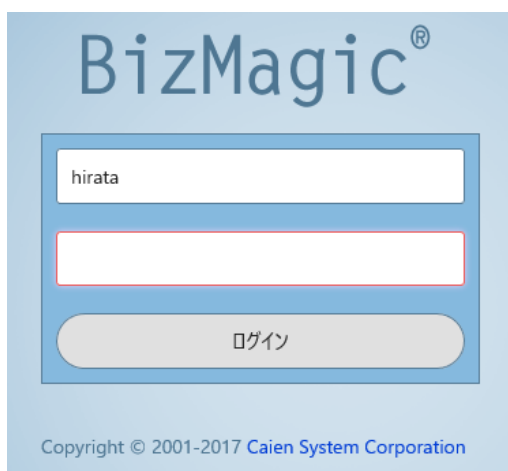 BizMagic®
hirata
ログイン
Copyright © 2001-2017 Caien System Corporation